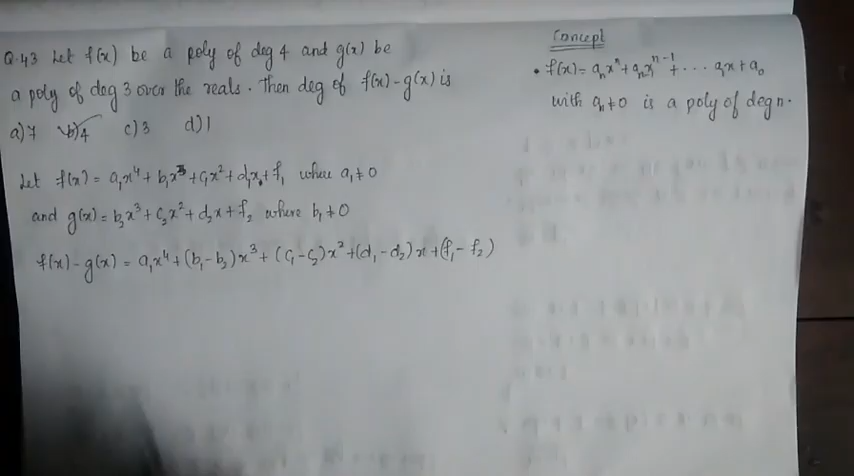 Q.43 Let f(x) be a poly of deg 4 and g(x) be
a poly of deg 3 over the reals. Then deg of f(x)-g(x) is
a) 7 b) 4 c) 3 d) 1
Let f(x) = a₁x⁴ + b₁x³ + c₁x² + d₁x + f₁ where a₁ ≠ 0
and g(x) = b₂x³ + c₂x² + d₂x + f₂ where b₁ ≠ 0
f(x) - g(x) = a₁x⁴ + (b₁-b₂)x³ + (c₁-c₂)x² + (d₁-d₂)x + (f₁-f₂)
Concept
• f(x) = aₙxⁿ + aₙxⁿ⁻¹ + ... a₁x + a₀
with aₙ ≠ 0 is a poly of deg n.